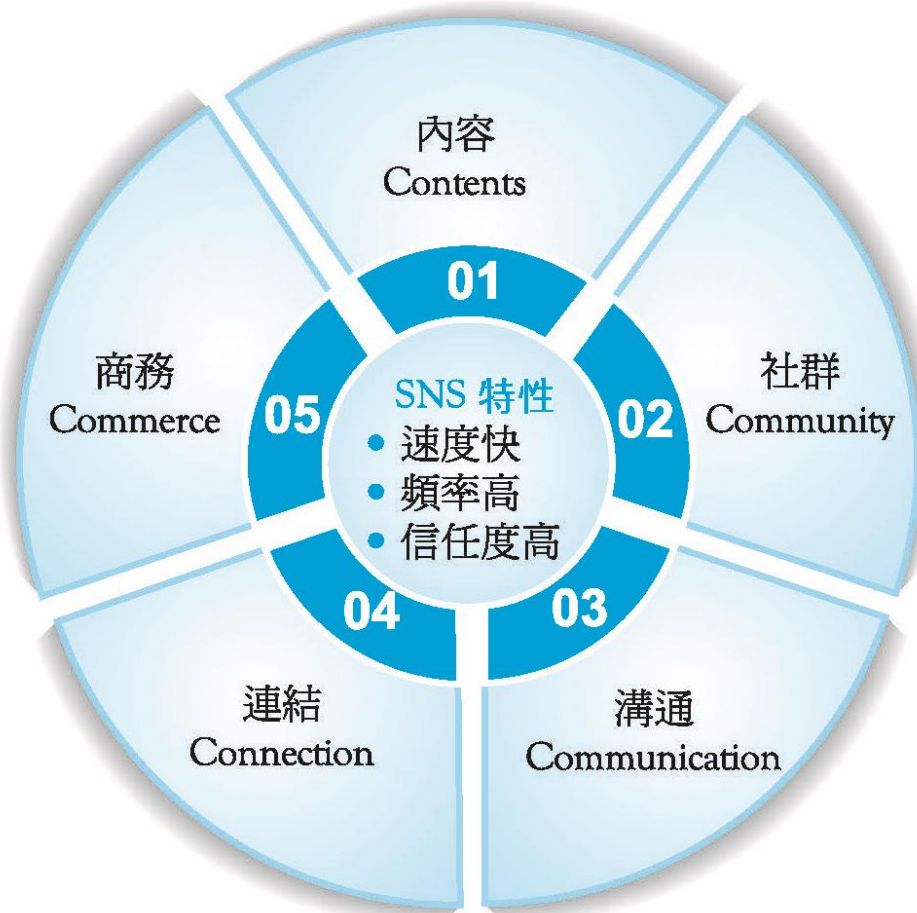 內容
Contents
01
社群
Community
02
溝通
Communication
03
連結
Connection
04
商務
Commerce
05
SNS 特性
• 速度快
• 頻率高
• 信任度高